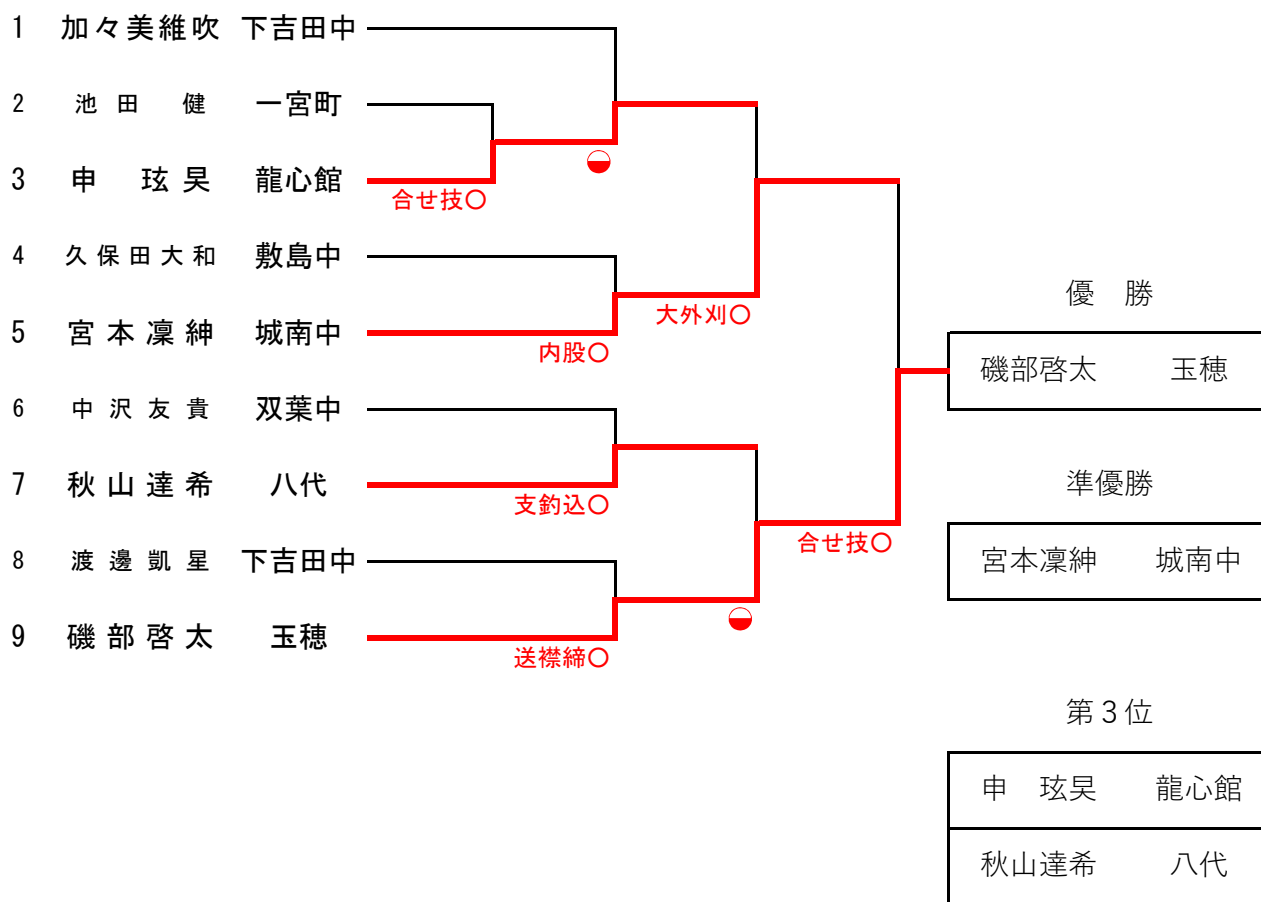 1 加々美維吹 下吉田中
2 池田 健 一宮町
3 申 玹旲 龍心館
合せ技〇
4 久保田大和 敷島中
大外刈〇
5 宮本凜紳 城南中
内股〇
6 中沢友貴 双葉中
7 秋山達希 八代
支釣込〇
合せ技〇
8 渡邊凱星 下吉田中
9 磯部啓太 玉穂
送襟締〇
優 勝
磯部啓太 玉穂
準優勝
宮本凜紳 城南中
第３位
申 玹旲 龍心館
秋山達希 八代